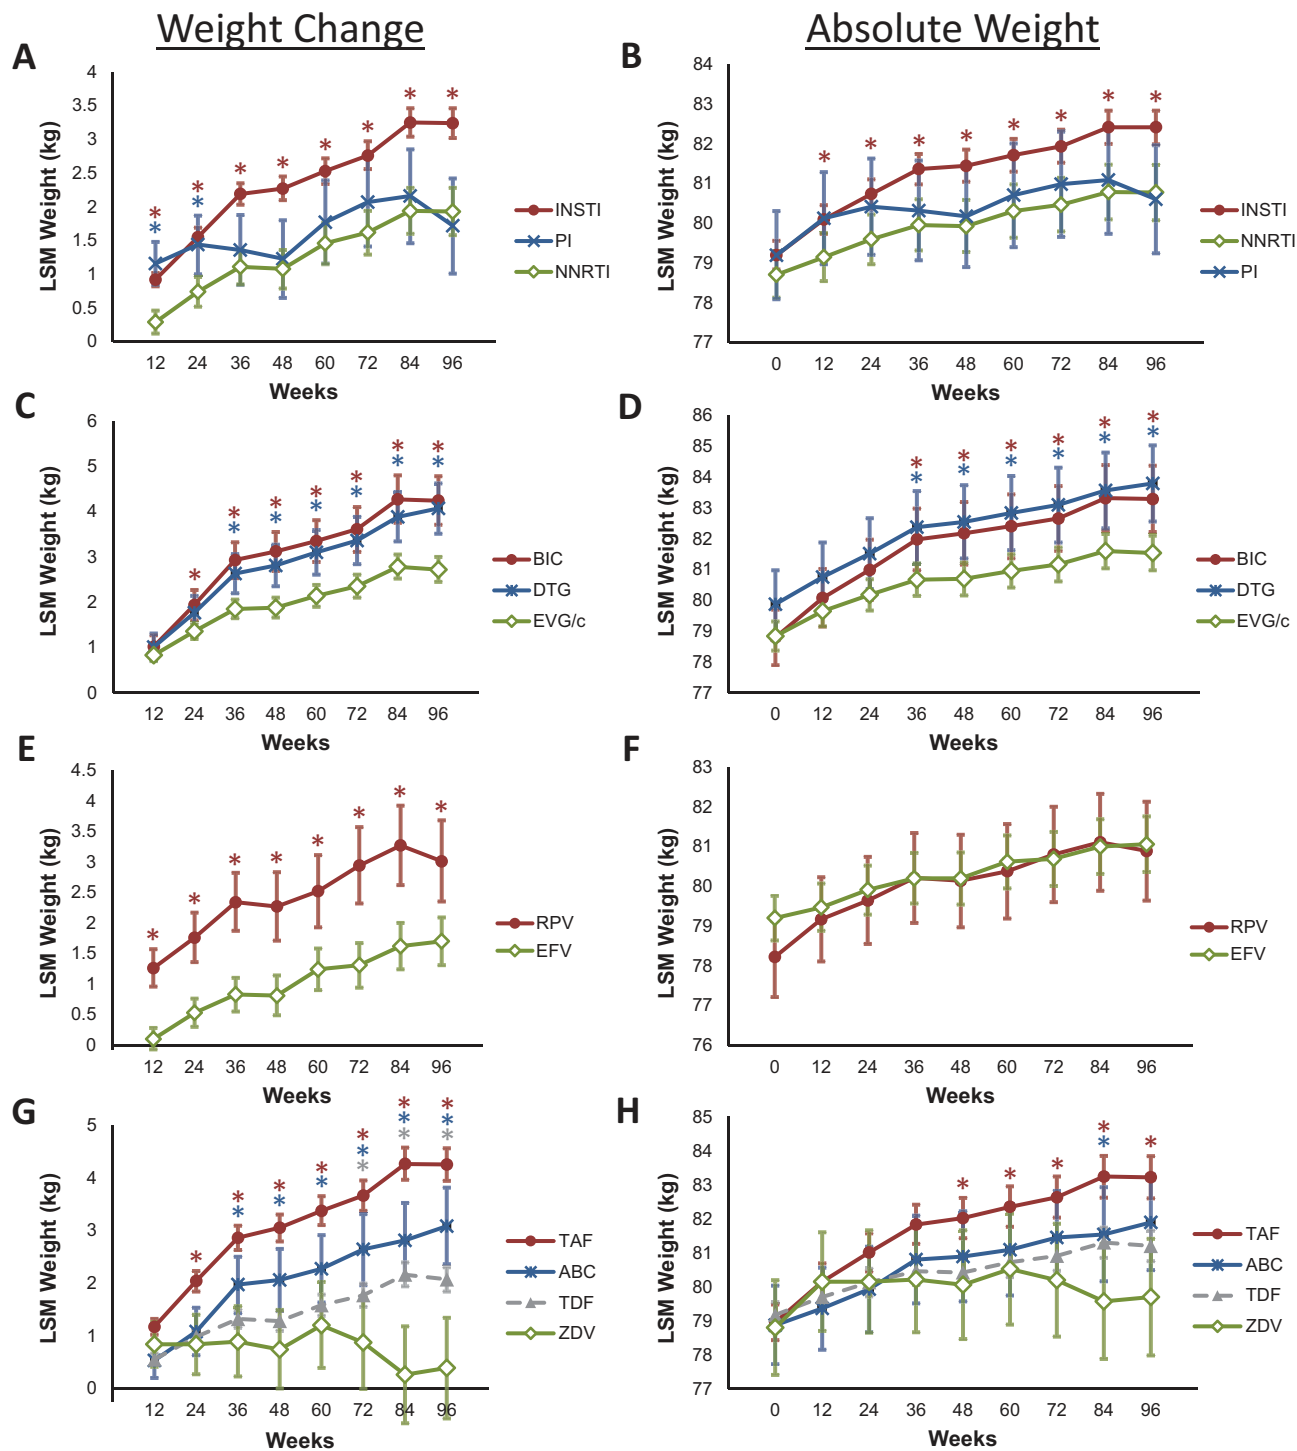 Weight Change
Absolute Weight
A
* * * * * * * *
* *
LSM Weight (kg)
4
3.5
3
2.5
2
1.5
1
0.5
0
12 24 36 48 60 72 84 96
Weeks
INSTI
PI
NNRTI
B
* * * * * * * *
LSM Weight (kg)
84
83
82
81
80
79
78
77
0 12 24 36 48 60 72 84 96
Weeks
INSTI
NNRTI
PI
C
* * * * * * *
* * * * * *
LSM Weight (kg)
6
5
4
3
2
1
0
12 24 36 48 60 72 84 96
Weeks
BIC
DTG
EVG/c
D
* * * * * *
* * * * * *
LSM Weight (kg)
86
85
84
83
82
81
80
79
78
77
0 12 24 36 48 60 72 84 96
Weeks
BIC
DTG
EVG/c
E
* * * * * * * *
LSM Weight (kg)
4.5
4
3.5
3
2.5
2
1.5
1
0.5
0
12 24 36 48 60 72 84 96
Weeks
RPV
EFV
F
LSM Weight (kg)
83
82
81
80
79
78
77
76
0 12 24 36 48 60 72 84 96
Weeks
RPV
EFV
G
* * * * * * *
* * * * * *
* * *
LSM Weight (kg)
5
4
3
2
1
0
12 24 36 48 60 72 84 96
Weeks
TAF
ABC
TDF
ZDV
H
* * * * *
*
LSM Weight (kg)
85
84
83
82
81
80
79
78
77
0 12 24 36 48 60 72 84 96
Weeks
TAF
ABC
TDF
ZDV